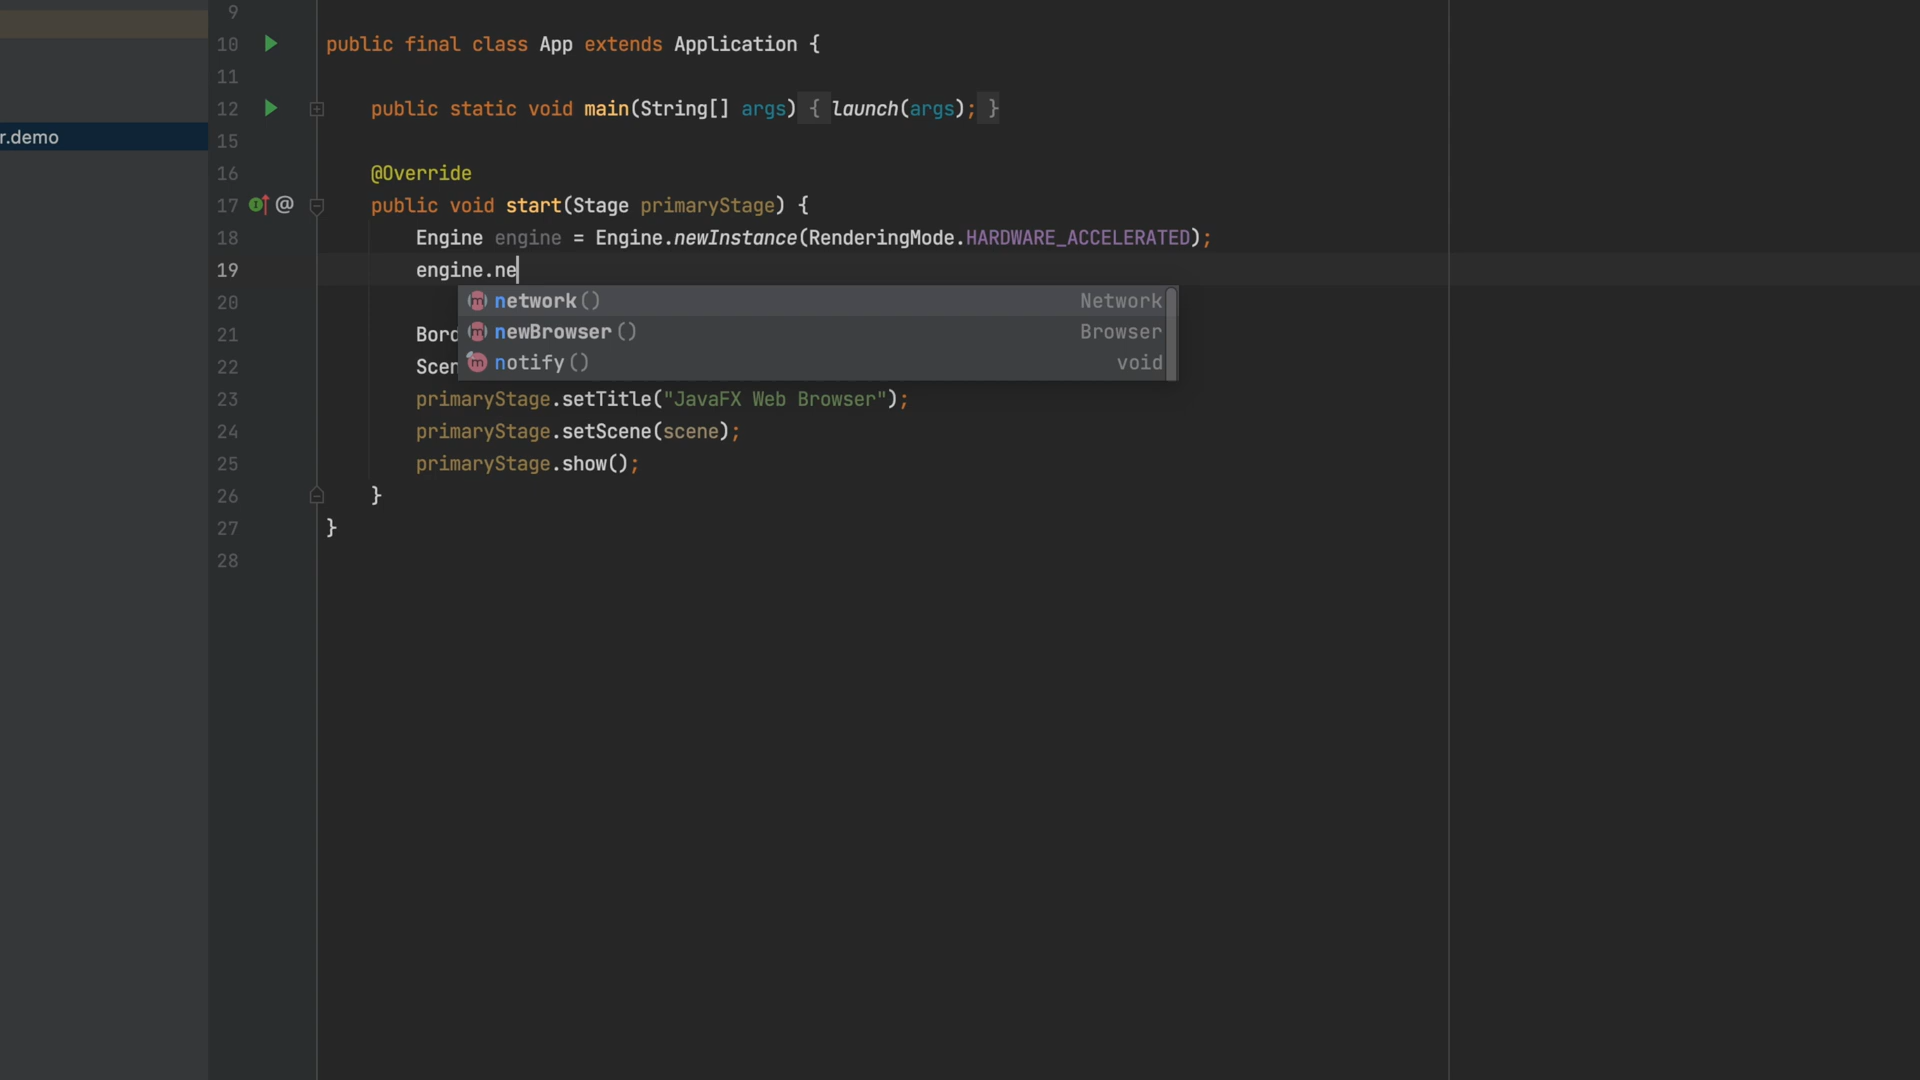 9
10 public final class App extends Application {
11
12 public static void main(String[] args) { launch(args); }
r.demo
15
16 @Override
17 @ public void start(Stage primaryStage) {
18 Engine engine = Engine.newInstance(RenderingMode.HARDWARE_ACCELERATED);
19 engine.ne
20 network() Network
21 Bord newBrowser() Browser
22 Scen notify() void
23 primaryStage.setTitle("JavaFX Web Browser");
24 primaryStage.setScene(scene);
25 primaryStage.show();
26 }
27 }
28